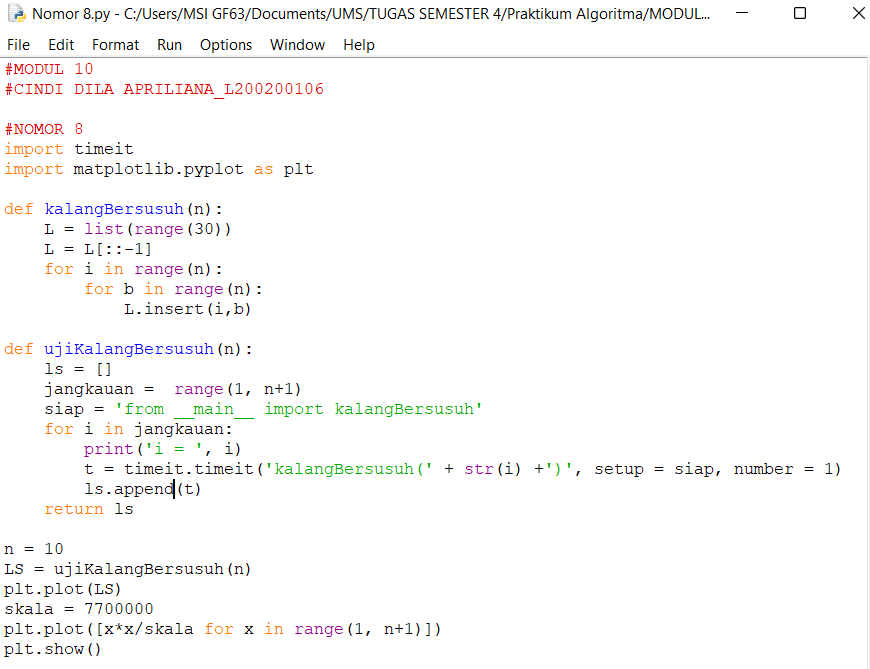 Nomor 8.py - C:/Users/MSI GF63/Documents/UMS/TUGAS SEMESTER 4/Praktikum Algoritma/MODUL...
File Edit Format Run Options Window Help
#MODUL 10
#CINDI DILA APRILIANA_L200200106

#NOMOR 8
import timeit
import matplotlib.pyplot as plt

def kalangBersusuh(n):
    L = list(range(30))
    L = L[::-1]
    for i in range(n):
        for b in range(n):
            L.insert(i,b)

def ujiKalangBersusuh(n):
    ls = []
    jangkauan =  range(1, n+1)
    siap = 'from __main__ import kalangBersusuh'
    for i in jangkauan:
        print('i = ', i)
        t = timeit.timeit('kalangBersusuh(' + str(i) +')', setup = siap, number = 1)
        ls.append(t)
    return ls

n = 10
LS = ujiKalangBersusuh(n)
plt.plot(LS)
skala = 7700000
plt.plot([x*x/skala for x in range(1, n+1)])
plt.show()